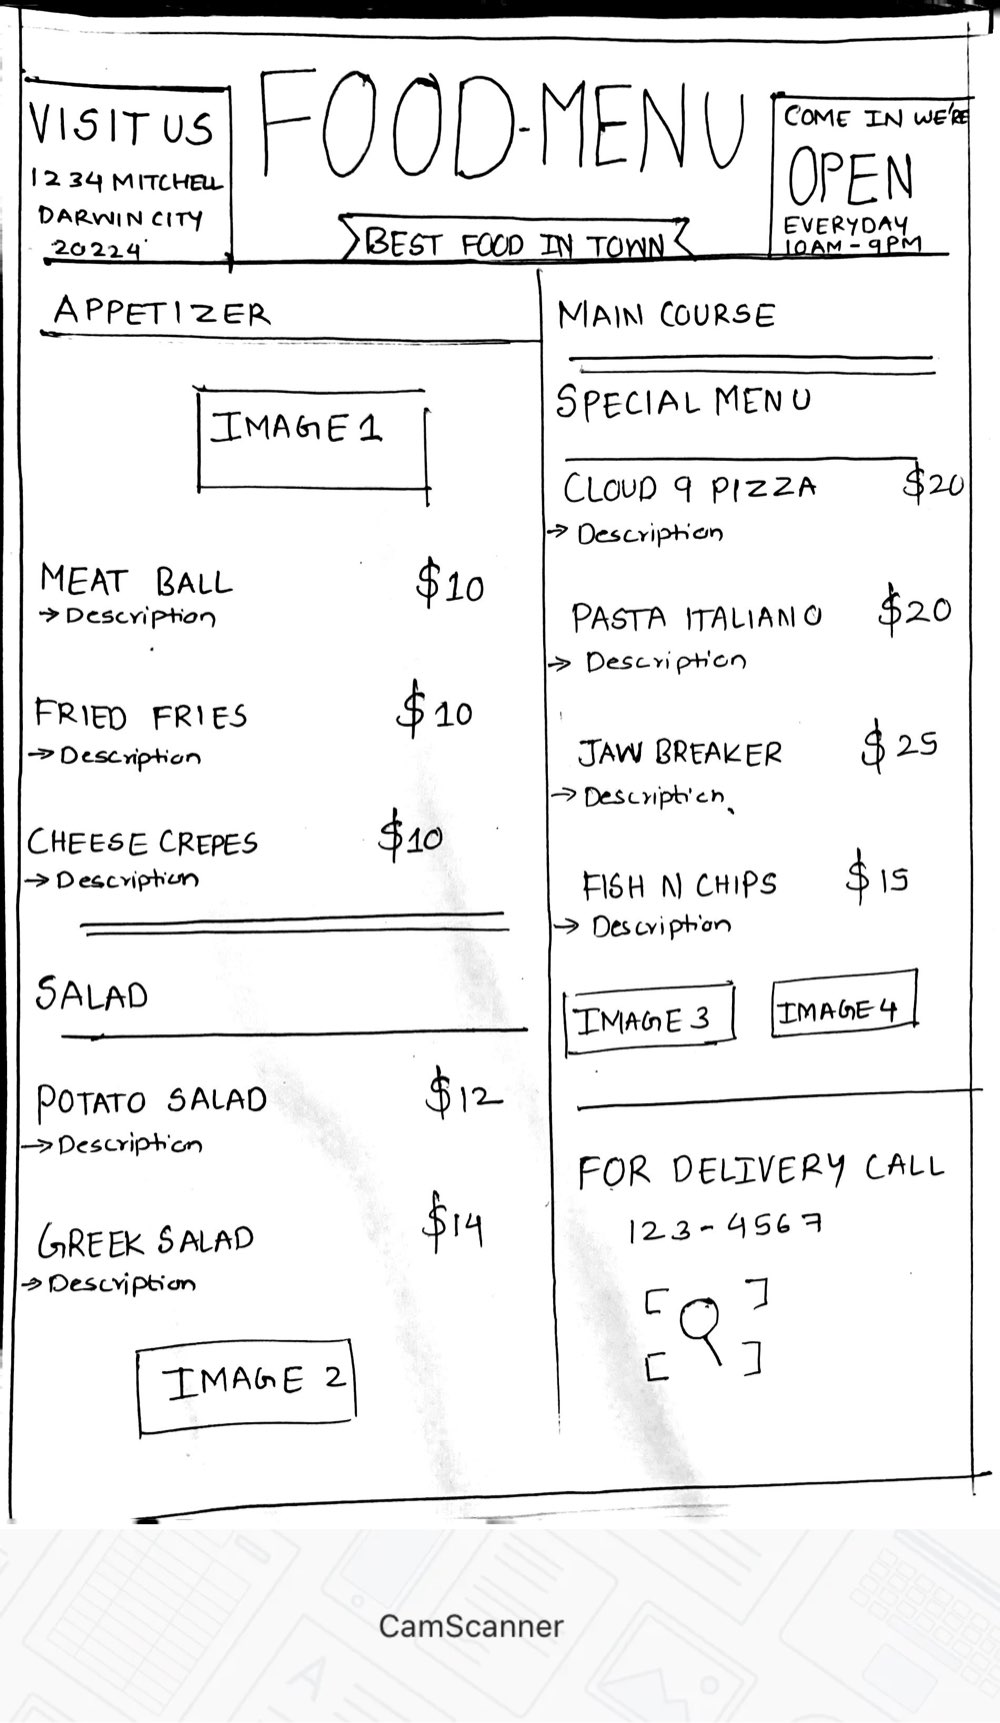 VISIT US
1234 MITCHELL
DARWIN CITY
20224
FOOD-MENU
BEST FOOD IN TOWN
COME IN WE'RE
OPEN
EVERYDAY
10AM - 9PM
APPETIZER
IMAGE 1
MEAT BALL $10
→ Description
FRIED FRIES $10
→ Description
CHEESE CREPES $10
→ Description
SALAD
POTATO SALAD $12
→ Description
GREEK SALAD $14
→ Description
IMAGE 2
MAIN COURSE
SPECIAL MENU
CLOUD 9 PIZZA $20
→ Description
PASTA ITALIANO $20
→ Description
JAW BREAKER $25
→ Description.
FISH N CHIPS $15
→ Description
IMAGE 3 IMAGE 4
FOR DELIVERY CALL
123-4567
CamScanner